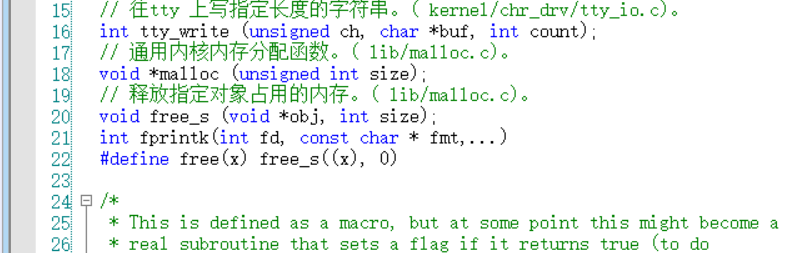 15 // 往tty 上写指定长度的字符串。( kernel/chr_drv/tty_io.c)。
16 int tty_write (unsigned ch, char *buf, int count);
17 // 通用内核内存分配函数。( lib/malloc.c)。
18 void *malloc (unsigned int size);
19 // 释放指定对象占用的内存。( lib/malloc.c)。
20 void free_s (void *obj, int size);
21 int fprintk(int fd, const char * fmt,...)
22 #define free(x) free_s((x), 0)
23
24 /*
25 * This is defined as a macro, but at some point this might become a
26 * real subroutine that sets a flag if it returns true (to do